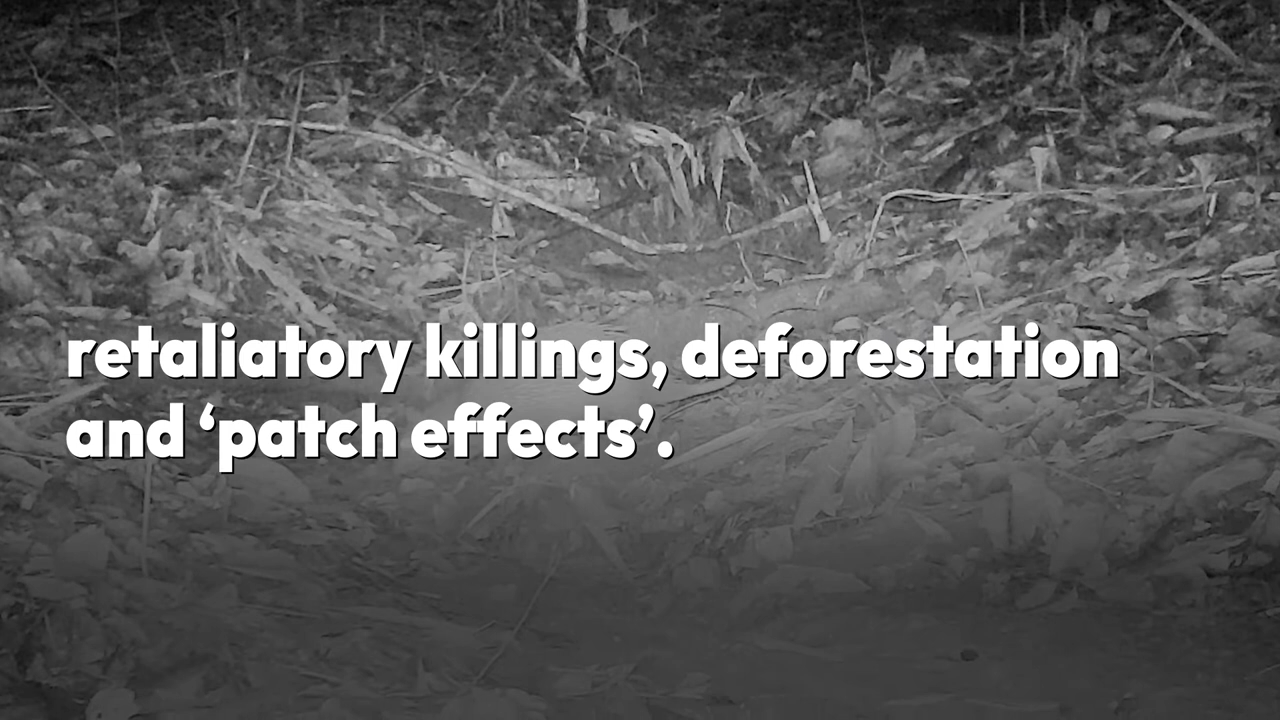 retaliatory killings, deforestation
and ‘patch effects’.